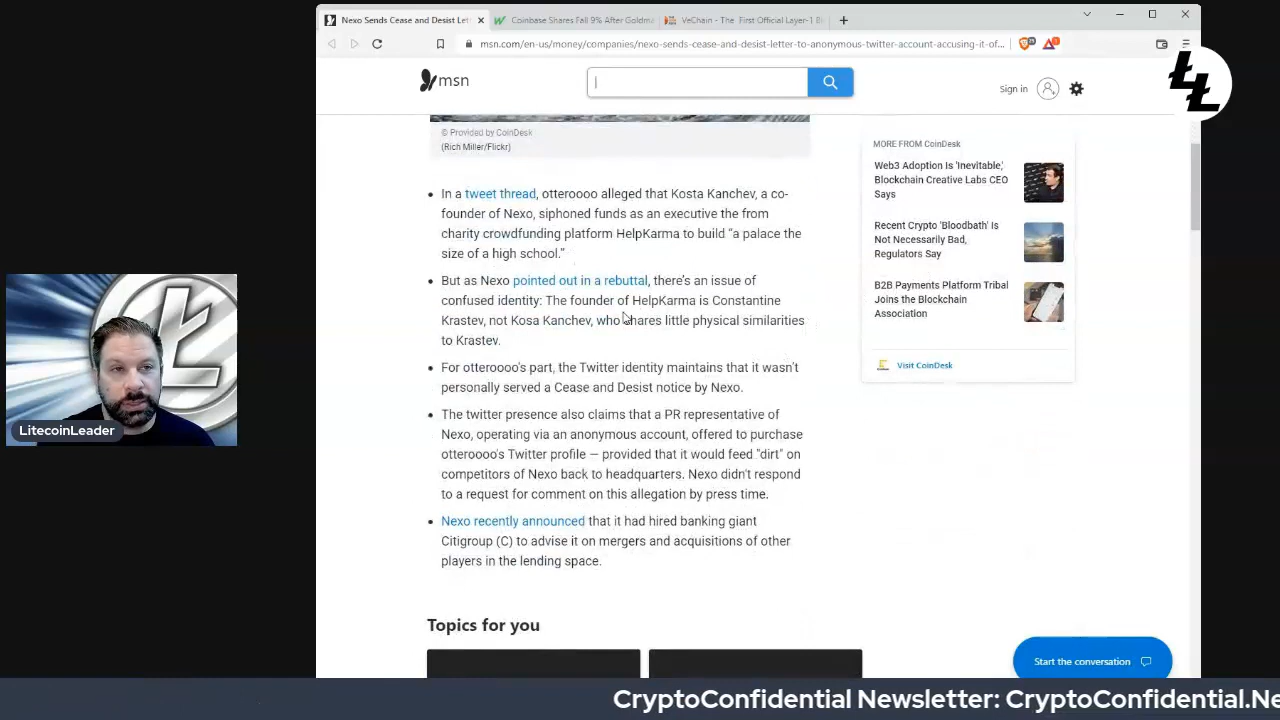 Nexo Sends Cease and Desist Let
Coinbase Shares Fall 9% After Goldma
VeChain - The First Official Layer-1 Bl
msn.com/en-us/money/companies/nexo-sends-cease-and-desist-letter-to-anonymous-twitter-account-accusing-it-of...
msn
Sign in
© Provided by CoinDesk
(Rich Miller/Flickr)
In a tweet thread, otteroooo alleged that Kosta Kanchev, a co-
founder of Nexo, siphoned funds as an executive the from
charity crowdfunding platform HelpKarma to build “a palace the
size of a high school.”
But as Nexo pointed out in a rebuttal, there’s an issue of
confused identity: The founder of HelpKarma is Constantine
Krastev, not Kosa Kanchev, who shares little physical similarities
to Krastev.
For otteroooo's part, the Twitter identity maintains that it wasn’t
personally served a Cease and Desist notice by Nexo.
The twitter presence also claims that a PR representative of
Nexo, operating via an anonymous account, offered to purchase
otteroooo's Twitter profile — provided that it would feed "dirt" on
competitors of Nexo back to headquarters. Nexo didn't respond
to a request for comment on this allegation by press time.
Nexo recently announced that it had hired banking giant
Citigroup (C) to advise it on mergers and acquisitions of other
players in the lending space.
Topics for you
MORE FROM CoinDesk
Web3 Adoption Is 'Inevitable,'
Blockchain Creative Labs CEO
Says
Recent Crypto 'Bloodbath' Is
Not Necessarily Bad,
Regulators Say
B2B Payments Platform Tribal
Joins the Blockchain
Association
Visit CoinDesk
Start the conversation
LitecoinLeader
CryptoConfidential Newsletter: CryptoConfidential.Ne